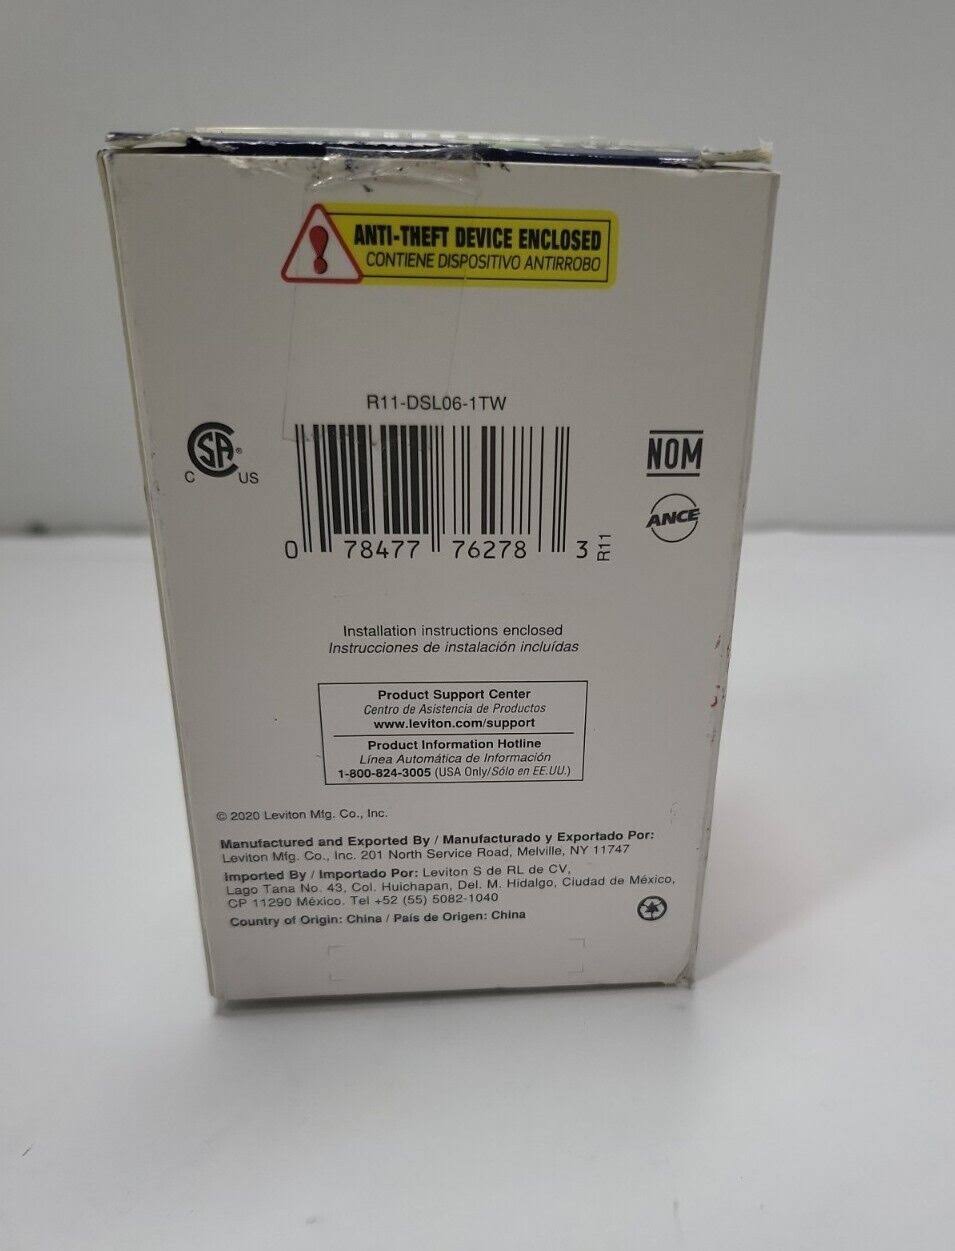 ANTI-THEFT DEVICE ENCLOSED
CONTIENE DISPOSITIVO ANTIRROBO
R11-DSL06-1TW
CSA®
C US
NOM
ANCE
0 78477 76278 3
R11
Installation instructions enclosed
Instrucciones de instalación incluídas
Product Support Center
Centro de Asistencia de Productos
www.leviton.com/support
Product Information Hotline
Línea Automática de Información
1-800-824-3005 (USA Only/Sólo en EE.UU.)
© 2020 Leviton Mfg. Co., Inc.
Manufactured and Exported By / Manufacturado y Exportado Por:
Leviton Mfg. Co., Inc. 201 North Service Road, Melville, NY 11747
Imported By / Importado Por: Leviton S de RL de CV,
Lago Tana No. 43, Col. Huichapan, Del. M. Hidalgo, Ciudad de México,
CP 11290 México. Tel +52 (55) 5082-1040
Country of Origin: China / País de Origen: China